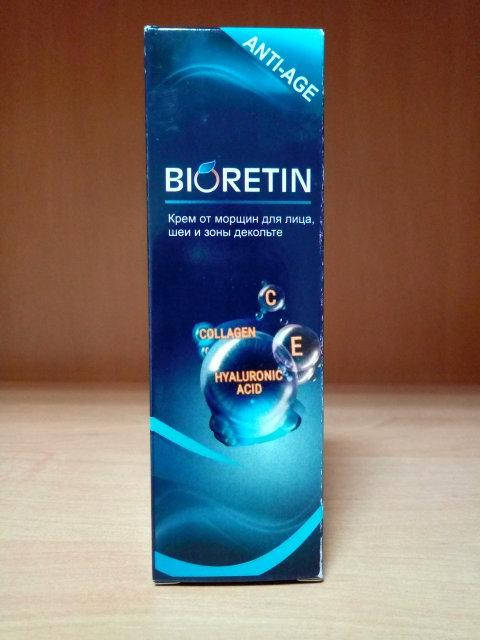 ANTI-AGE
BIORETIN
Крем от морщин для лица,
шеи и зоны декольте
C
COLLAGEN
E
HYALURONIC
ACID